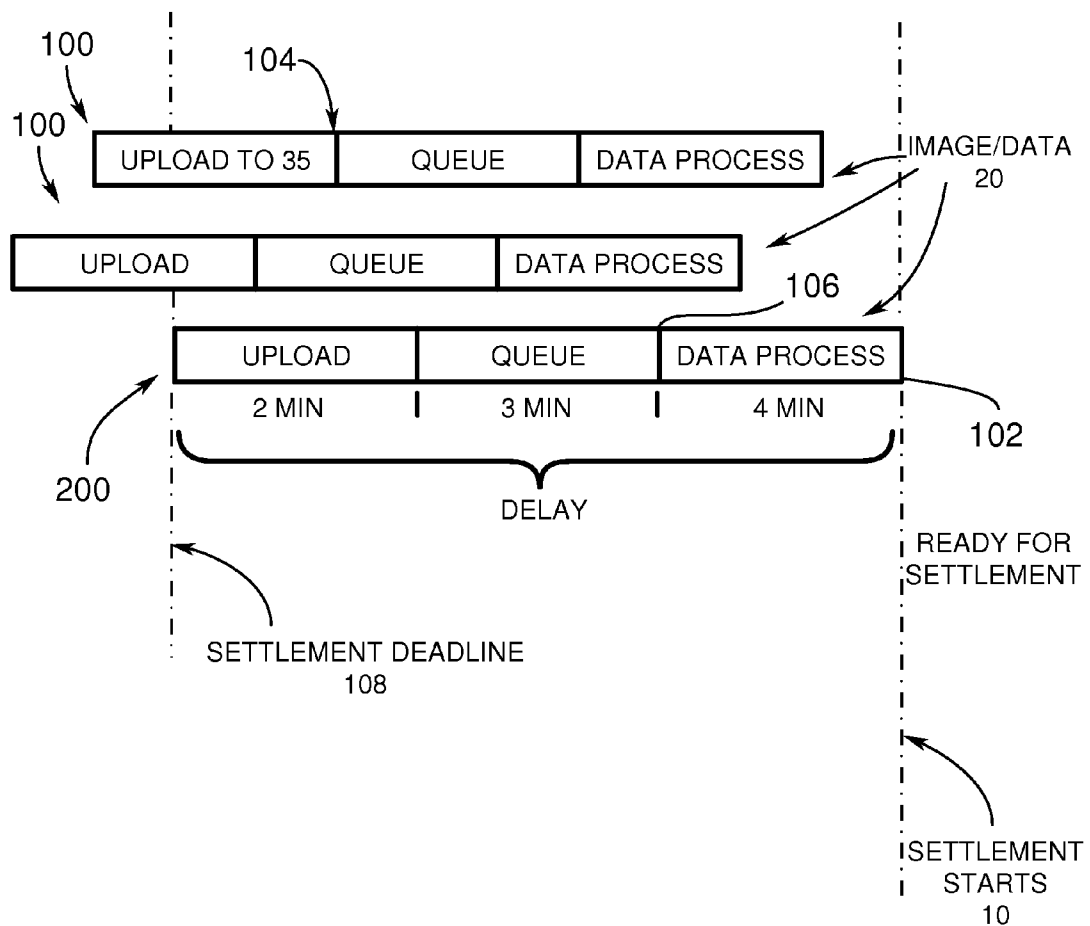 100
104
100
UPLOAD TO 35
QUEUE
DATA PROCESS
IMAGE/DATA
20
UPLOAD
QUEUE
DATA PROCESS
106
UPLOAD
QUEUE
DATA PROCESS
2 MIN
3 MIN
4 MIN
102
200
DELAY
READY FOR
SETTLEMENT
SETTLEMENT DEADLINE
108
SETTLEMENT
STARTS
10